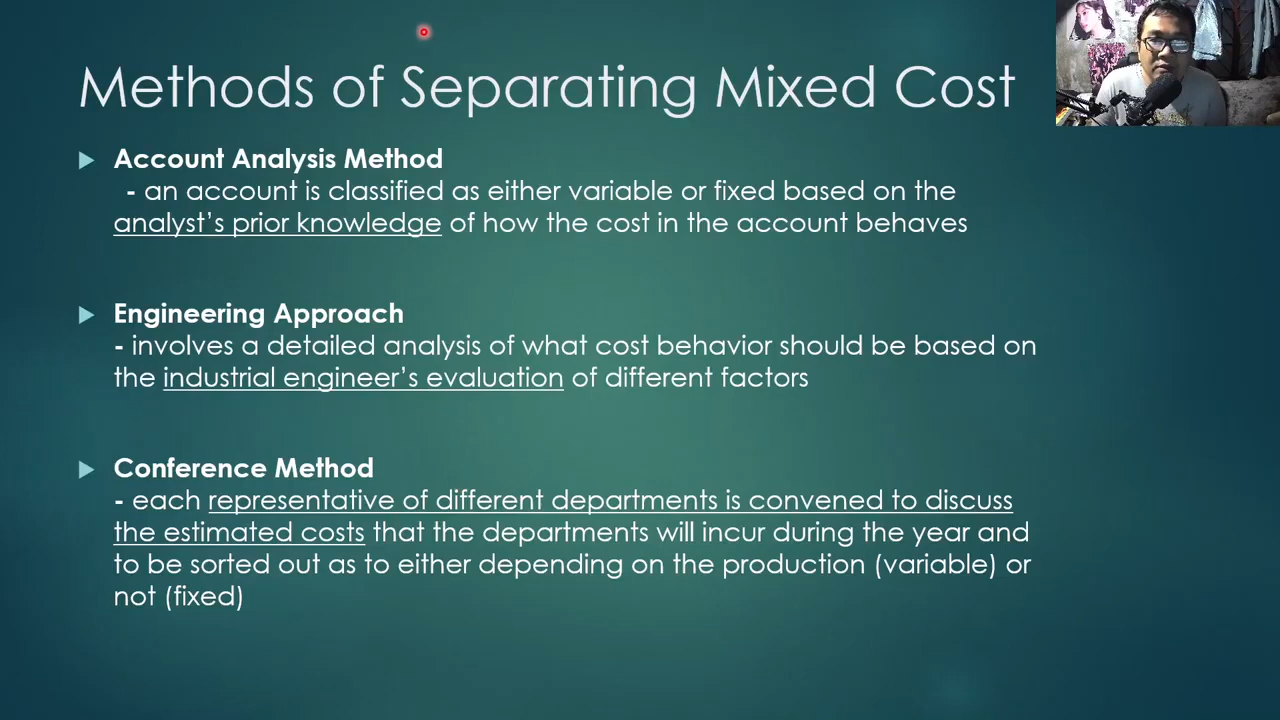 Methods of Separating Mixed Cost
Account Analysis Method
- an account is classified as either variable or fixed based on the
analyst’s prior knowledge of how the cost in the account behaves
Engineering Approach
- involves a detailed analysis of what cost behavior should be based on
the industrial engineer’s evaluation of different factors
Conference Method
- each representative of different departments is convened to discuss
the estimated costs that the departments will incur during the year and
to be sorted out as to either depending on the production (variable) or
not (fixed)